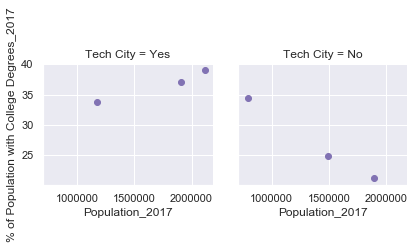 % of Population with College Degrees_2017
Tech City = Yes
Tech City = No
40
35
30
25
1000000 1500000 2000000
1000000 1500000 2000000
Population_2017
Population_2017